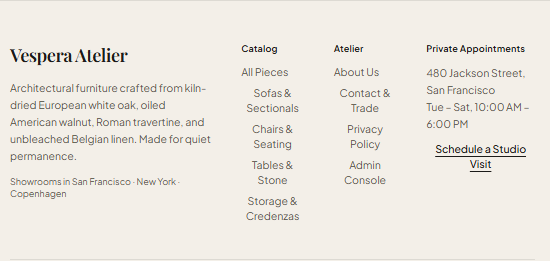 Vespera Atelier
Architectural furniture crafted from kiln-
dried European white oak, oiled
American walnut, Roman travertine, and
unbleached Belgian linen. Made for quiet
permanence.
Showrooms in San Francisco · New York ·
Copenhagen
Catalog
All Pieces
Sofas &
Sectionals
Chairs &
Seating
Tables &
Stone
Storage &
Credenzas
Atelier
About Us
Contact &
Trade
Privacy
Policy
Admin
Console
Private Appointments
480 Jackson Street,
San Francisco
Tue – Sat, 10:00 AM –
6:00 PM
Schedule a Studio
Visit